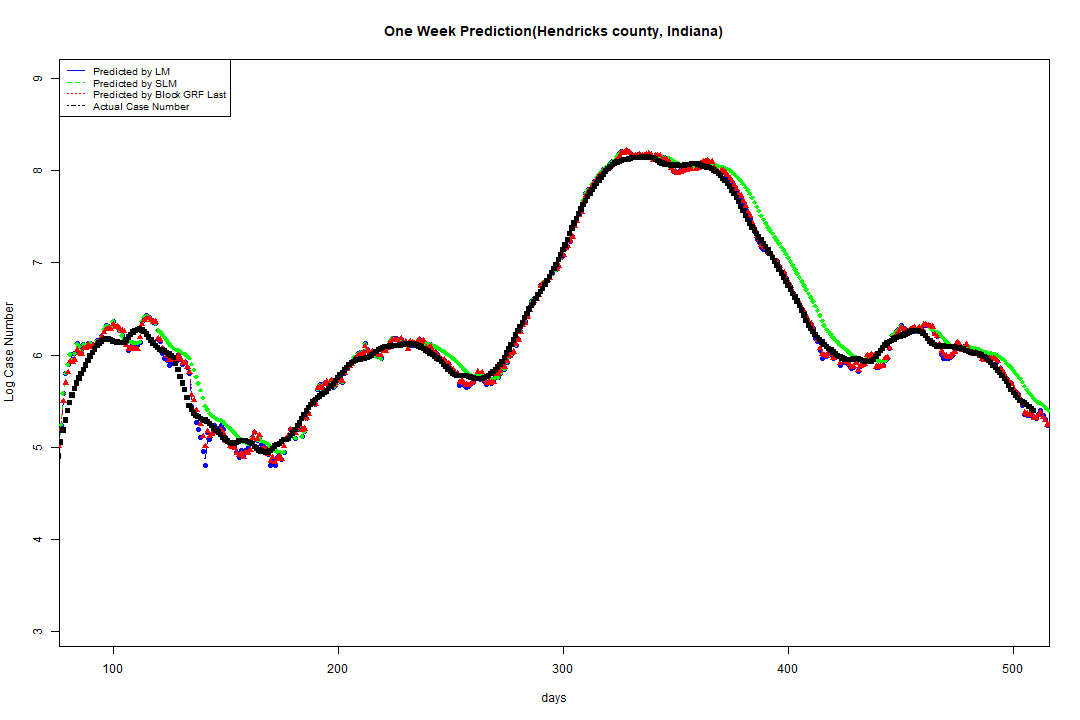 One Week Prediction(Hendricks county, Indiana)
Predicted by LM
Predicted by SLM
Predicted by Block GRF Last
Actual Case Number
9
8
7
6
5
4
3
Log Case Number
100 200 300 400 500
days